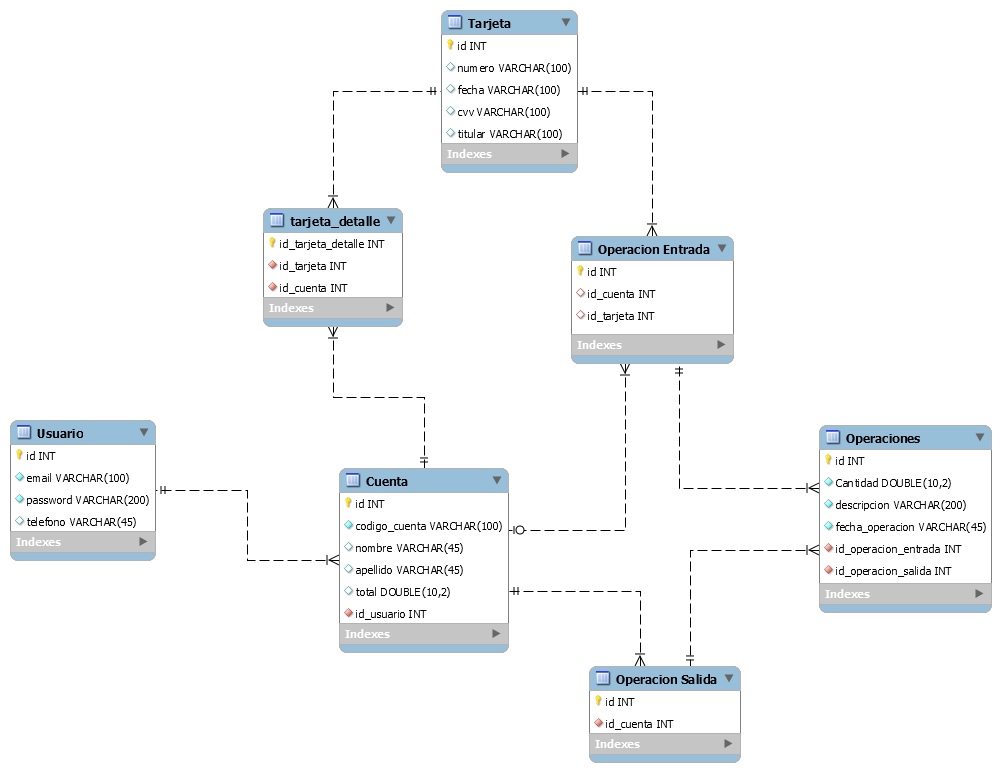 Tarjeta
id INT
numero VARCHAR(100)
fecha VARCHAR(100)
cvv VARCHAR(100)
titular VARCHAR(100)
Indexes
tarjeta_detalle
id_tarjeta_detalle INT
id_tarjeta INT
id_cuenta INT
Indexes
Operacion Entrada
id INT
id_cuenta INT
id_tarjeta INT
Indexes
Usuario
id INT
email VARCHAR(100)
password VARCHAR(200)
telefono VARCHAR(45)
Indexes
Cuenta
id INT
codigo_cuenta VARCHAR(100)
nombre VARCHAR(45)
apellido VARCHAR(45)
total DOUBLE(10,2)
id_usuario INT
Indexes
Operaciones
id INT
Cantidad DOUBLE(10,2)
descripcion VARCHAR(200)
fecha_operacion VARCHAR(45)
id_operacion_entrada INT
id_operacion_salida INT
Indexes
Operacion Salida
id INT
id_cuenta INT
Indexes